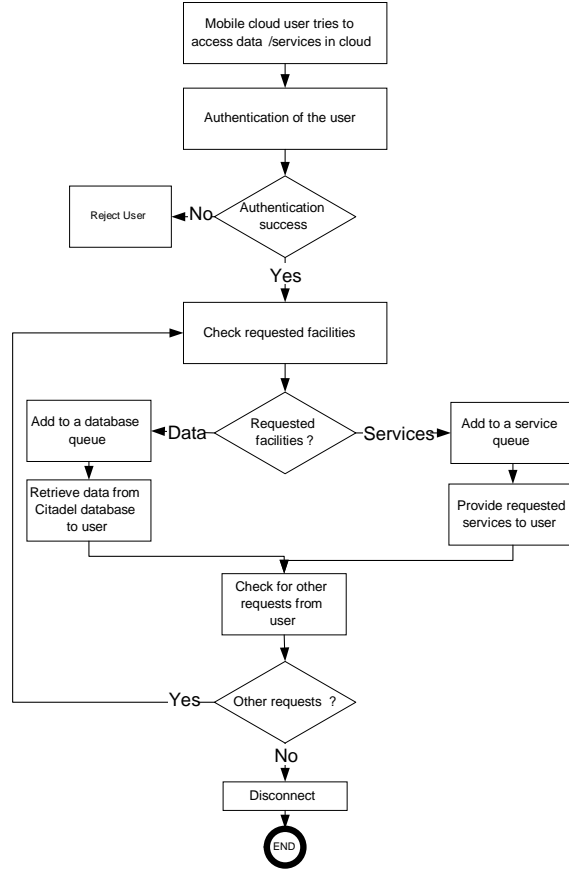 Mobile cloud user tries to
access data /services in cloud
Authentication of the user
Authentication
success
No
Reject User
Yes
Check requested facilities
Requested
facilities ?
Data
Services
Add to a database
queue
Add to a service
queue
Retrieve data from
Citadel database
to user
Provide requested
services to user
Check for other
requests from
user
Other requests ?
Yes
No
Disconnect
END